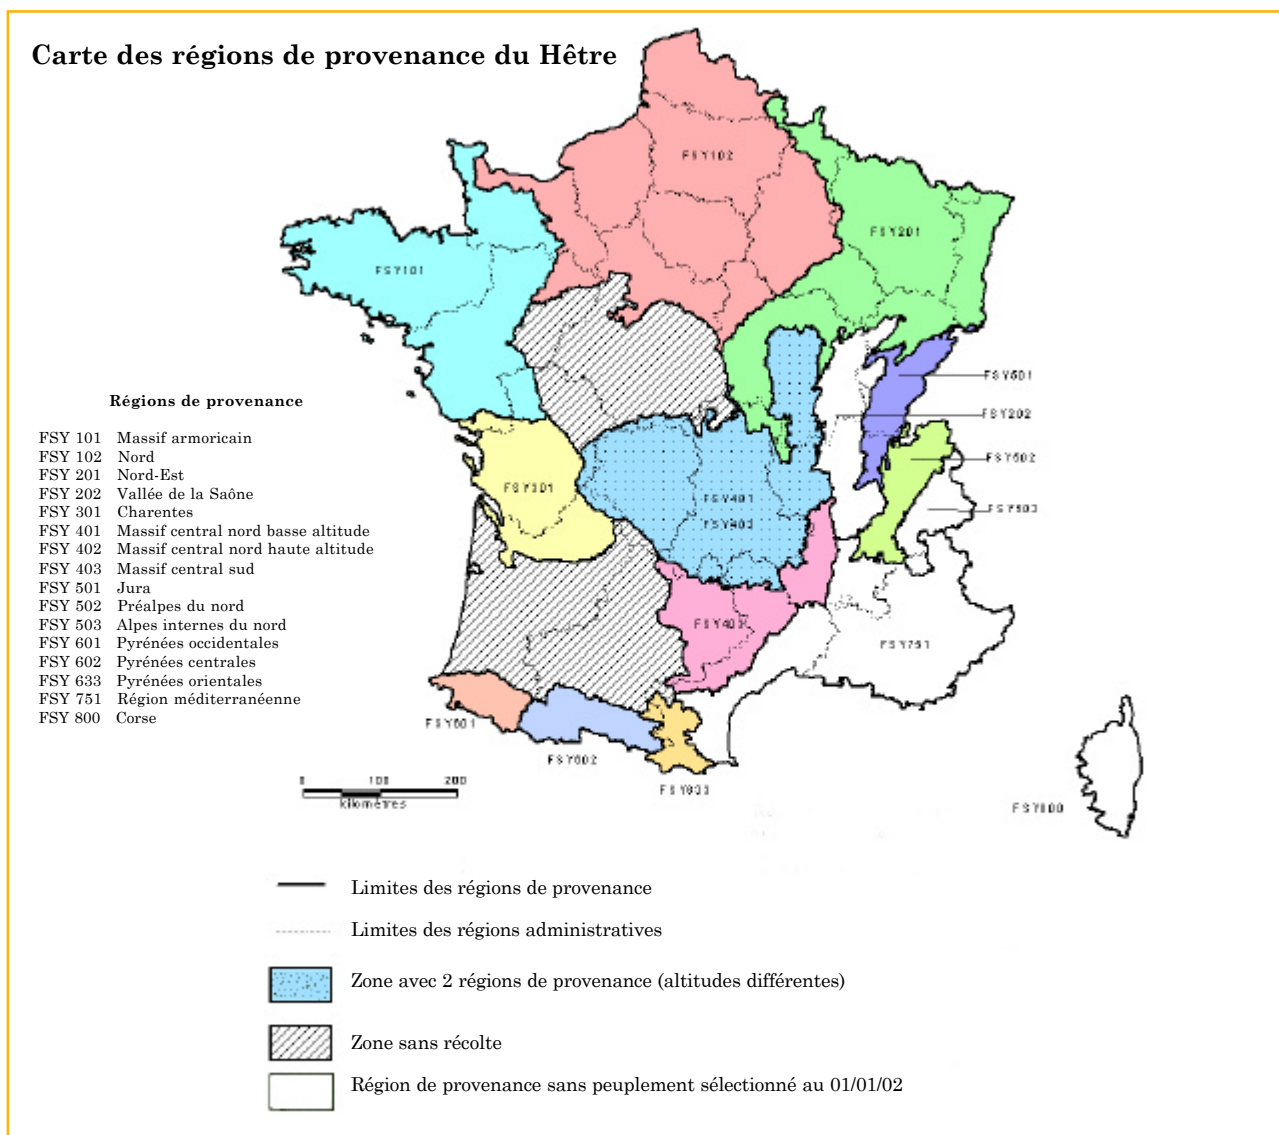 Carte des régions de provenance du Hêtre
FSY102
FSY201
FSY101
FSY501
FSY202
FSY502
FSY503
FSY301
FSY401
FSY402
FSY403
FSY751
FSY601
FSY602
FSY633
FSY800
Régions de provenance
FSY 101 Massif armoricain
FSY 102 Nord
FSY 201 Nord-Est
FSY 202 Vallée de la Saône
FSY 301 Charentes
FSY 401 Massif central nord basse altitude
FSY 402 Massif central nord haute altitude
FSY 403 Massif central sud
FSY 501 Jura
FSY 502 Préalpes du nord
FSY 503 Alpes internes du nord
FSY 601 Pyrénées occidentales
FSY 602 Pyrénées centrales
FSY 633 Pyrénées orientales
FSY 751 Région méditerranéenne
FSY 800 Corse
0 100 200
kilomètres
Limites des régions de provenance
Limites des régions administratives
Zone avec 2 régions de provenance (altitudes différentes)
Zone sans récolte
Région de provenance sans peuplement sélectionné au 01/01/02